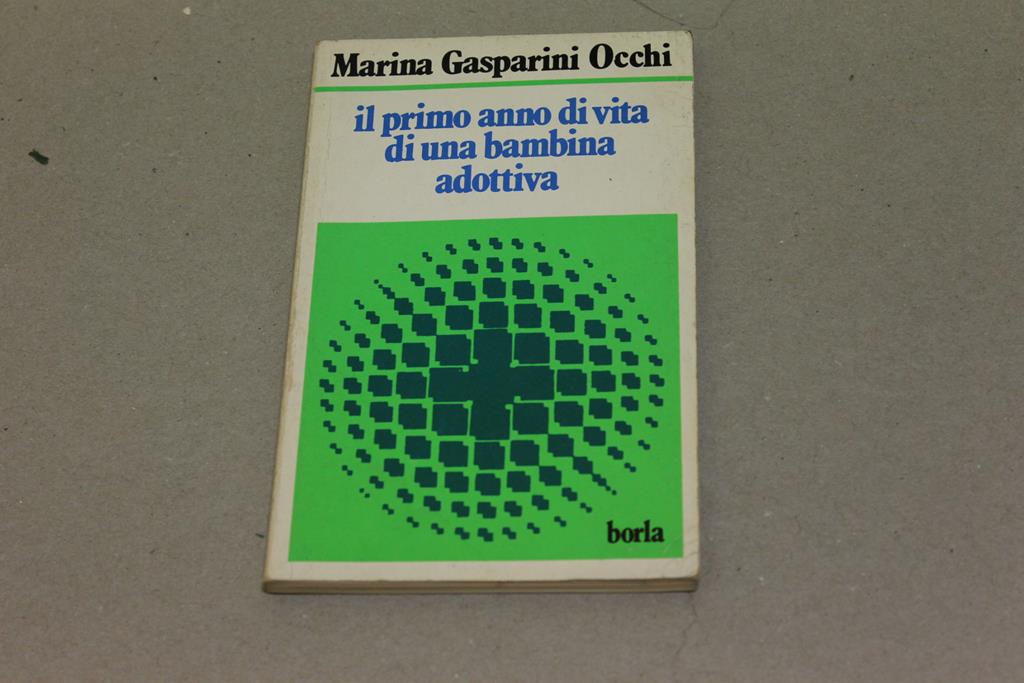 Marina Gasparini Occhi
il primo anno di vita
di una bambina
adottiva
borla